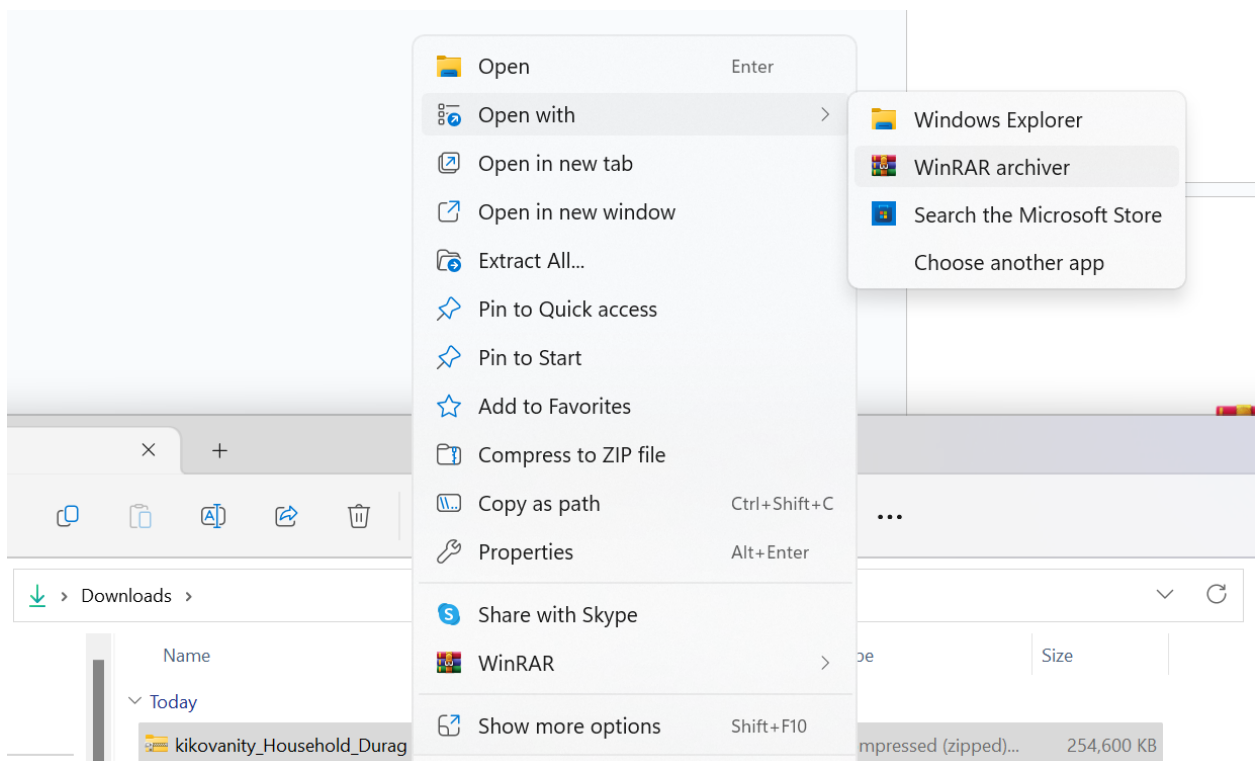 Open Enter
Open with
Open in new tab
Open in new window
Extract All...
Pin to Quick access
Pin to Start
Add to Favorites
Compress to ZIP file
Copy as path Ctrl+Shift+C
Properties Alt+Enter
Share with Skype
WinRAR
Show more options Shift+F10
Windows Explorer
WinRAR archiver
Search the Microsoft Store
Choose another app
Downloads
Name pe Size
Today
kikovanity_Household_Durag mpressed (zipped)... 254,600 KB